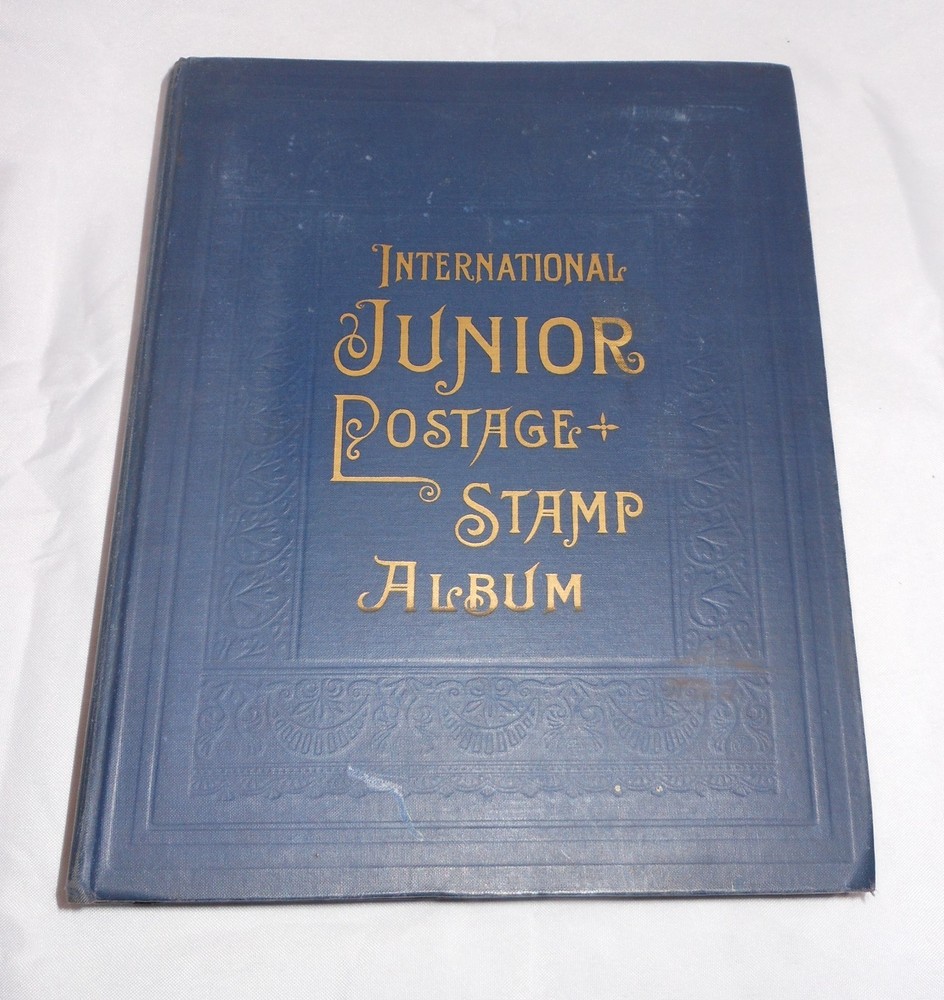 INTERNATIONAL
JUNIOR
POSTAGE
STAMP
ALBUM